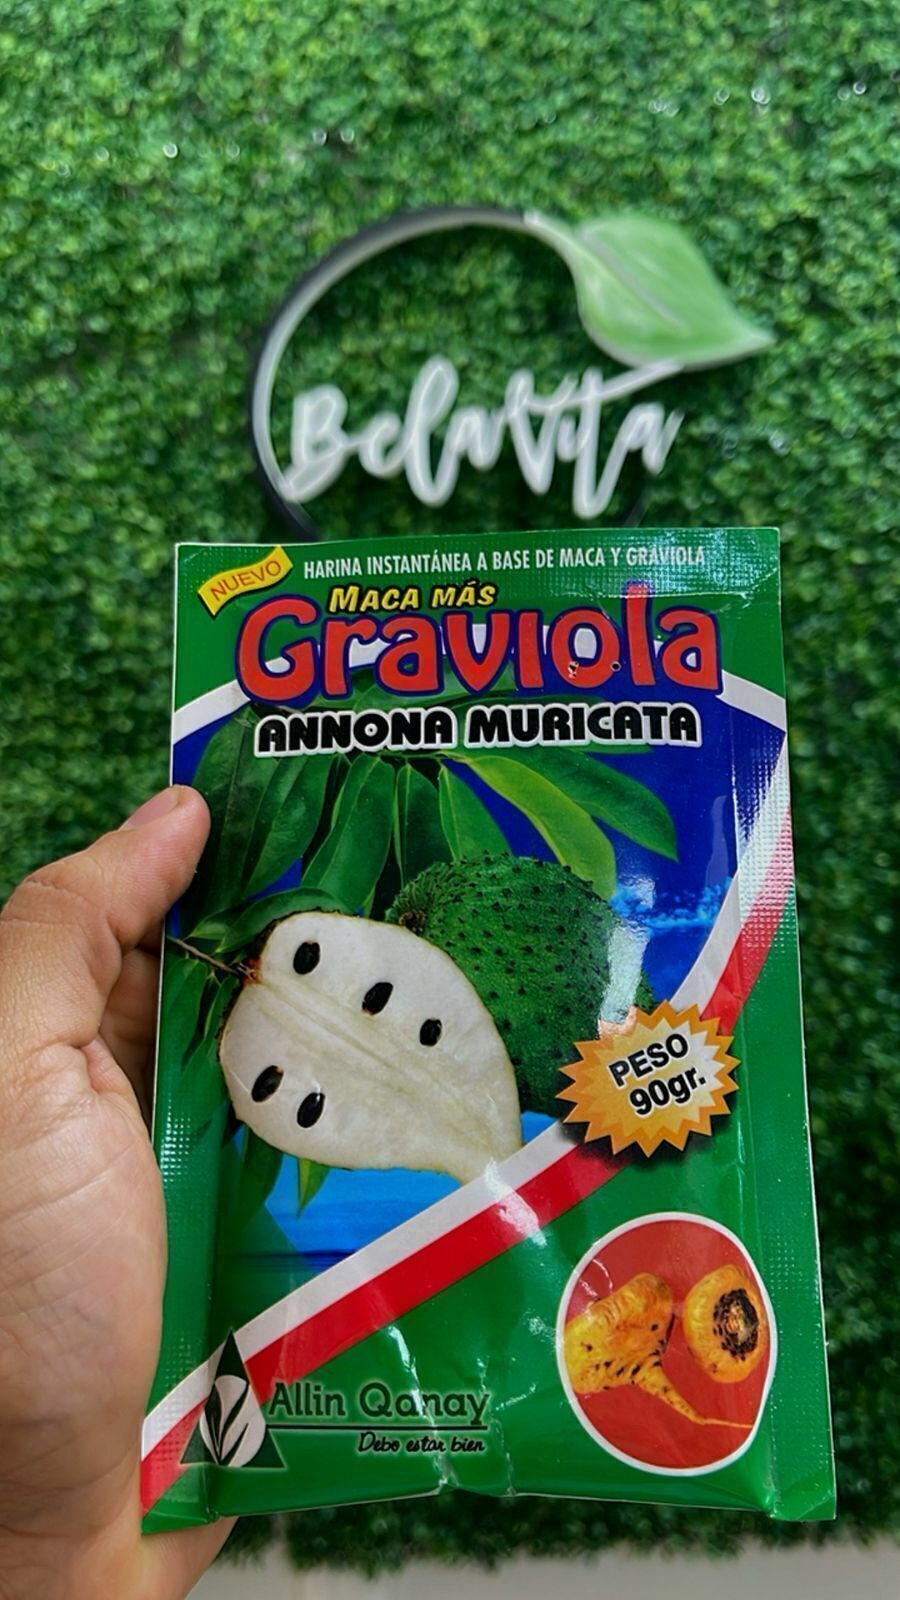 BelaVita
NUEVO
HARINA INSTANTÁNEA A BASE DE MACA Y GRAVIOLA
MACA MÁS
Graviola
ANNONA MURICATA
PESO
90gr.
Allin Qanay
Debo estar bien